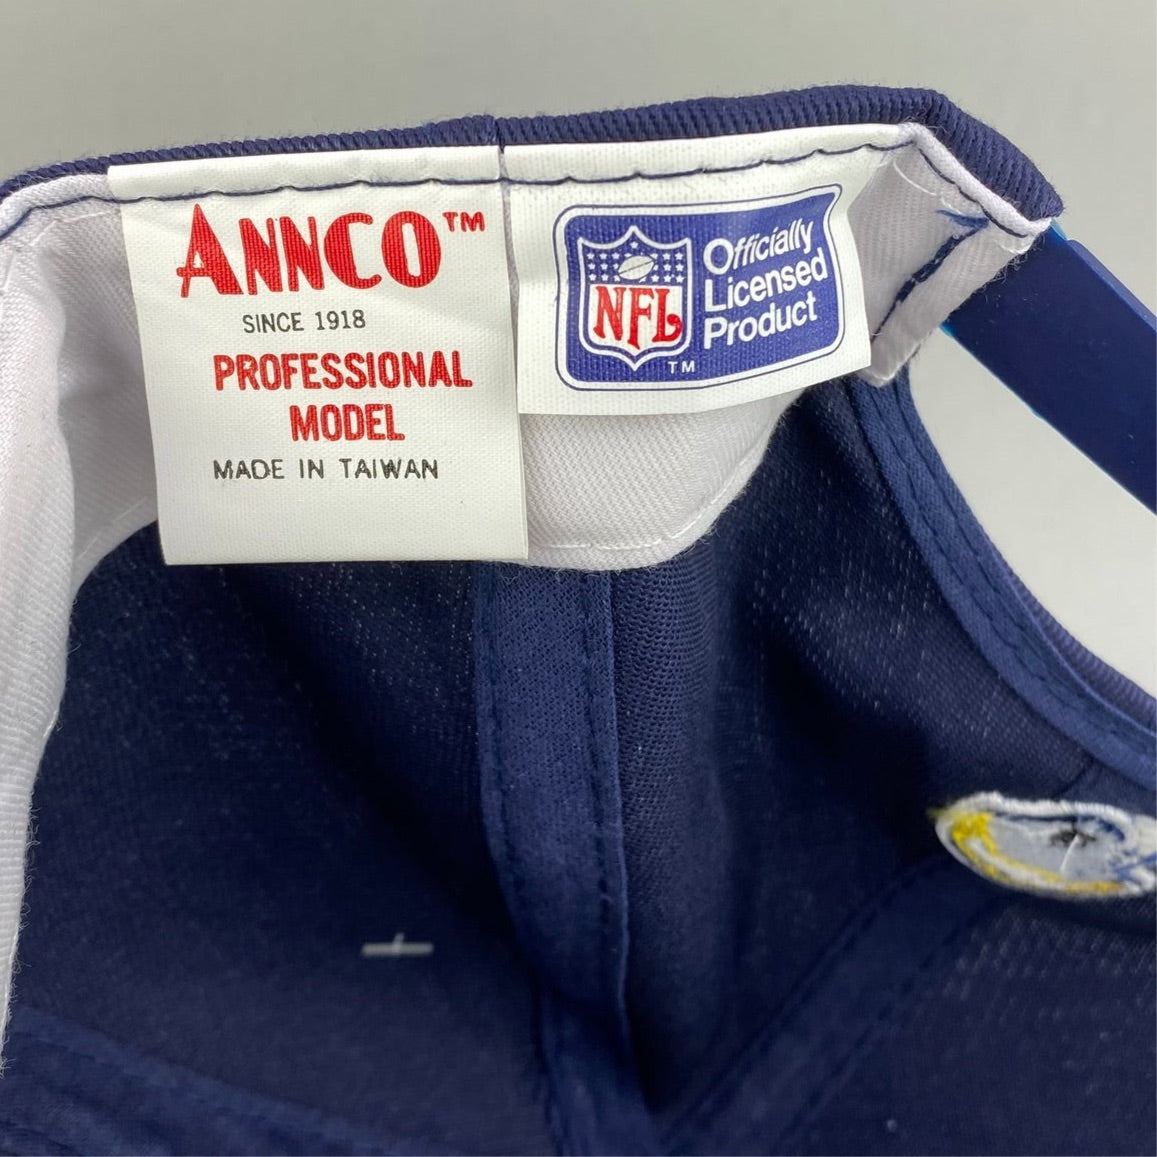 ANNCO™
SINCE 1918
PROFESSIONAL
MODEL
MADE IN TAIWAN
NFL
Officially
Licensed
Product
TM